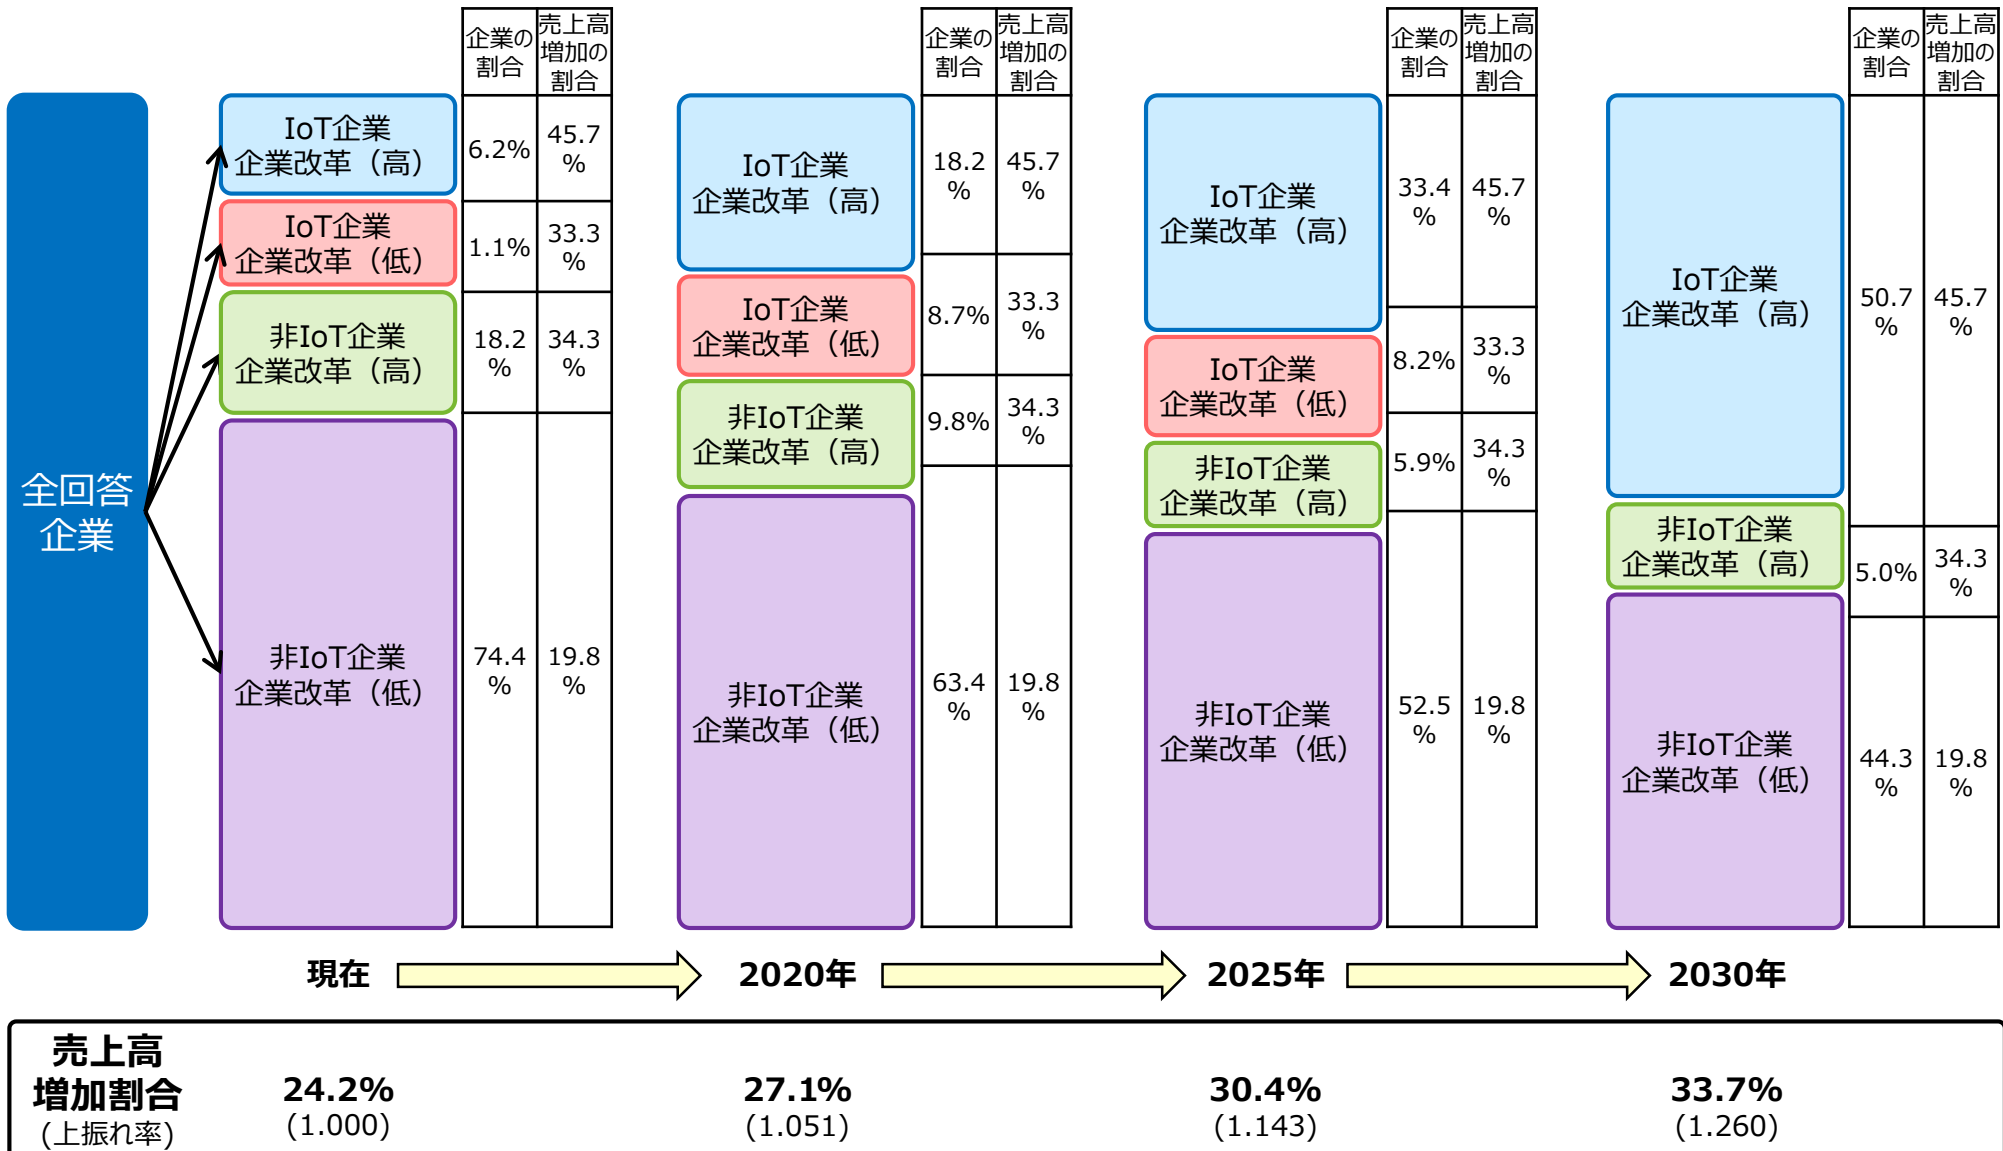 全回答
企業
IoT企業
企業改革（高）
IoT企業
企業改革（低）
非IoT企業
企業改革（高）
非IoT企業
企業改革（低）
企業の
割合
売上高
増加の
割合
6.2%
45.7
%
1.1%
33.3
%
18.2
%
34.3
%
74.4
%
19.8
%
IoT企業
企業改革（高）
IoT企業
企業改革（低）
非IoT企業
企業改革（高）
非IoT企業
企業改革（低）
企業の
割合
売上高
増加の
割合
18.2
%
45.7
%
8.7%
33.3
%
9.8%
34.3
%
63.4
%
19.8
%
IoT企業
企業改革（高）
IoT企業
企業改革（低）
非IoT企業
企業改革（高）
非IoT企業
企業改革（低）
企業の
割合
売上高
増加の
割合
33.4
%
45.7
%
8.2%
33.3
%
5.9%
34.3
%
52.5
%
19.8
%
IoT企業
企業改革（高）
非IoT企業
企業改革（高）
非IoT企業
企業改革（低）
企業の
割合
売上高
増加の
割合
50.7
%
45.7
%
5.0%
34.3
%
44.3
%
19.8
%
現在
2020年
2025年
2030年
売上高
増加割合
(上振れ率)
24.2%
(1.000)
27.1%
(1.051)
30.4%
(1.143)
33.7%
(1.260)